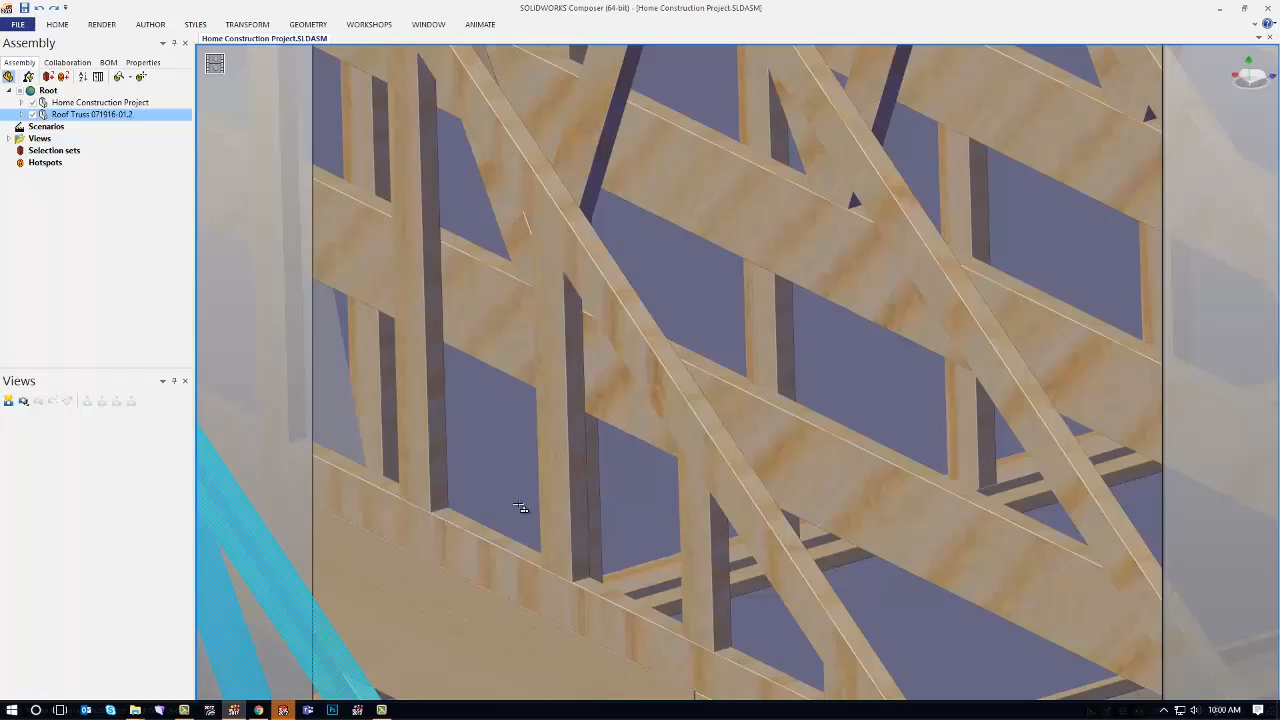 SOLIDWORKS Composer (64-bit) - [Home Construction Project.SLDASM]
FILE HOME RENDER AUTHOR STYLES TRANSFORM GEOMETRY WORKSHOPS WINDOW ANIMATE
Home Construction Project.SLDASM
Assembly
Assembly Collaboration BOM Properties
Root
Home Construction Project
Roof Truss 071916-01.2
Scenarios
Views
Selection sets
Hotspots
Views
10:00 AM